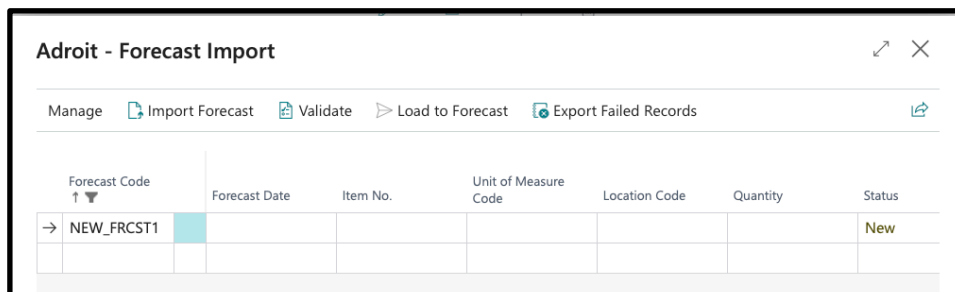 Adroit - Forecast Import
Manage Import Forecast Validate Load to Forecast Export Failed Records
Forecast Code ↑ Forecast Date Item No. Unit of Measure Code Location Code Quantity Status
→ NEW_FRCST1 New